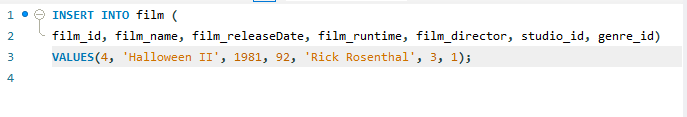 1 INSERT INTO film (
2 film_id, film_name, film_releaseDate, film_runtime, film_director, studio_id, genre_id)
3 VALUES(4, 'Halloween II', 1981, 92, 'Rick Rosenthal', 3, 1);
4